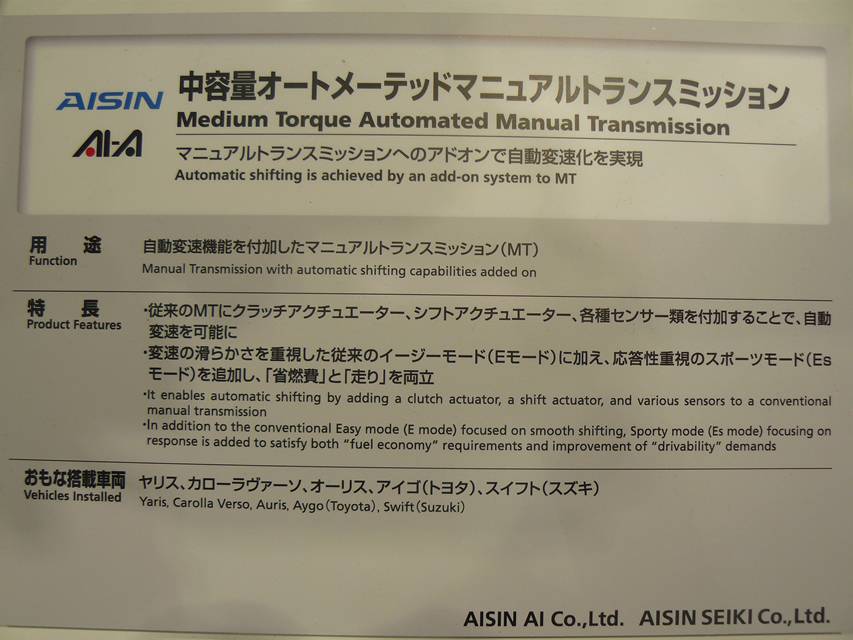 AISIN
AI-A
中容量オートメーテッドマニュアルトランスミッション
Medium Torque Automated Manual Transmission
マニュアルトランスミッションへのアドオンで自動変速化を実現
Automatic shifting is achieved by an add-on system to MT
用途
Function
自動変速機能を付加したマニュアルトランスミッション(MT)
Manual Transmission with automatic shifting capabilities added on
特長
Product Features
・従来のMTにクラッチアクチュエーター、シフトアクチュエーター、各種センサー類を付加することで、自動
変速を可能に
・変速の滑らかさを重視した従来のイージーモード(Eモード)に加え、応答性重視のスポーツモード(Es
モード)を追加し、「省燃費」と「走り」を両立
・It enables automatic shifting by adding a clutch actuator, a shift actuator, and various sensors to a conventional
manual transmission
・In addition to the conventional Easy mode (E mode) focused on smooth shifting, Sporty mode (Es mode) focusing on
response is added to satisfy both "fuel economy" requirements and improvement of "drivability" demands
おもな搭載車両
Vehicles Installed
ヤリス、カローラヴァーソ、オーリス、アイゴ(トヨタ)、スイフト(スズキ)
Yaris, Carolla Verso, Auris, Aygo(Toyota), Swift(Suzuki)
AISIN AI Co.,Ltd. AISIN SEIKI Co.,Ltd.